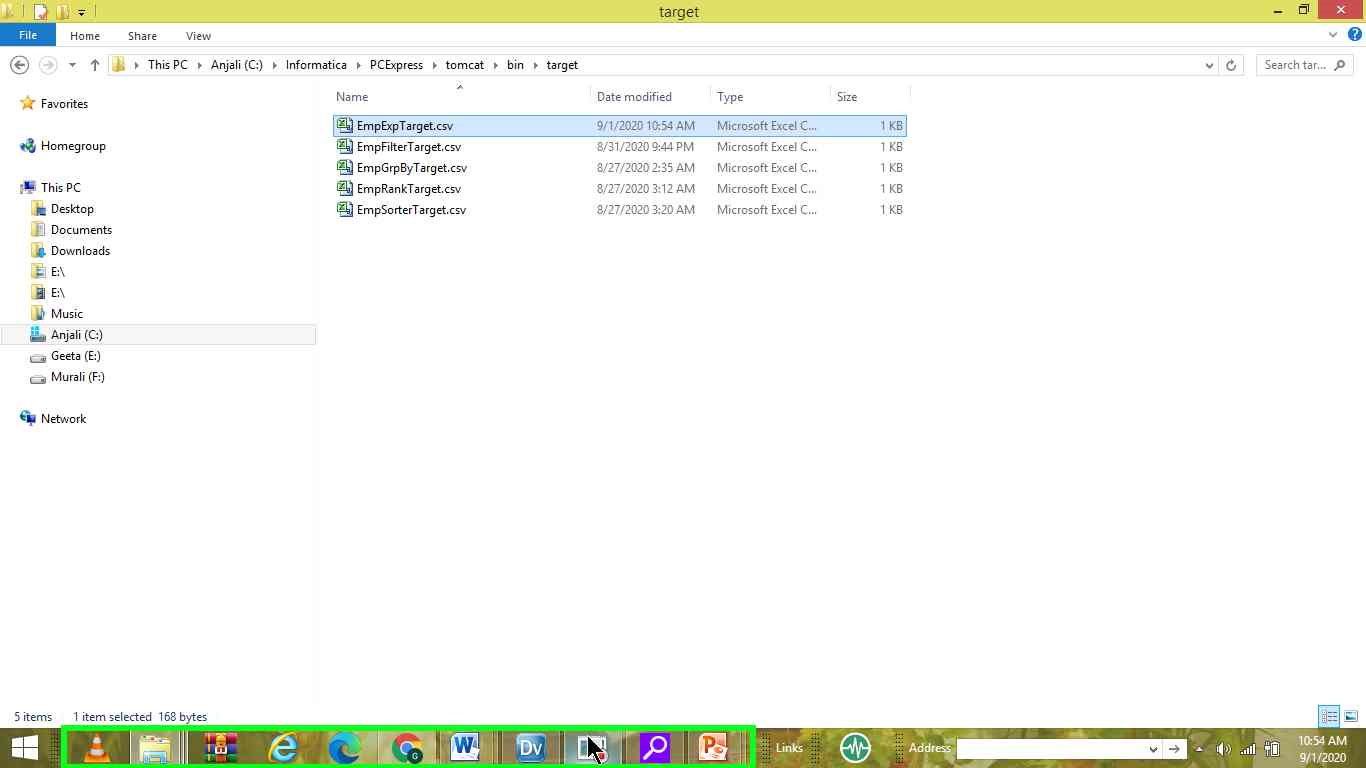 target
File Home Share View
This PC Anjali (C:) Informatica PCExpress tomcat bin target Search tar...
Name Date modified Type Size
Favorites
EmpExpTarget.csv 9/1/2020 10:54 AM Microsoft Excel C... 1 KB
EmpFilterTarget.csv 8/31/2020 9:44 PM Microsoft Excel C... 1 KB
Homegroup
EmpGrpByTarget.csv 8/27/2020 2:35 AM Microsoft Excel C... 1 KB
This PC
EmpRankTarget.csv 8/27/2020 3:12 AM Microsoft Excel C... 1 KB
Desktop
EmpSorterTarget.csv 8/27/2020 3:20 AM Microsoft Excel C... 1 KB
Documents
Downloads
E:\
E:\
Music
Anjali (C:)
Geeta (E:)
Murali (F:)
Network
5 items 1 item selected 168 bytes
Dv
Links
Address
10:54 AM
9/1/2020